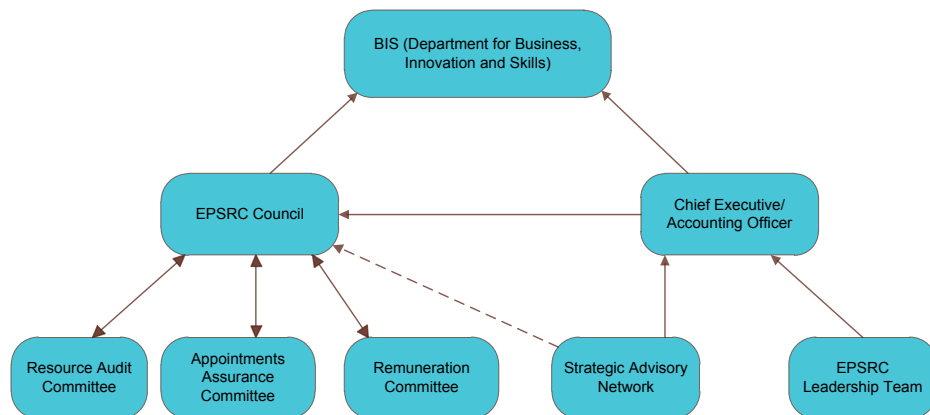 BIS (Department for Business,
Innovation and Skills)
EPSRC Council
Chief Executive/
Accounting Officer
Resource Audit
Committee
Appointments
Assurance
Committee
Remuneration
Committee
Strategic Advisory
Network
EPSRC
Leadership Team